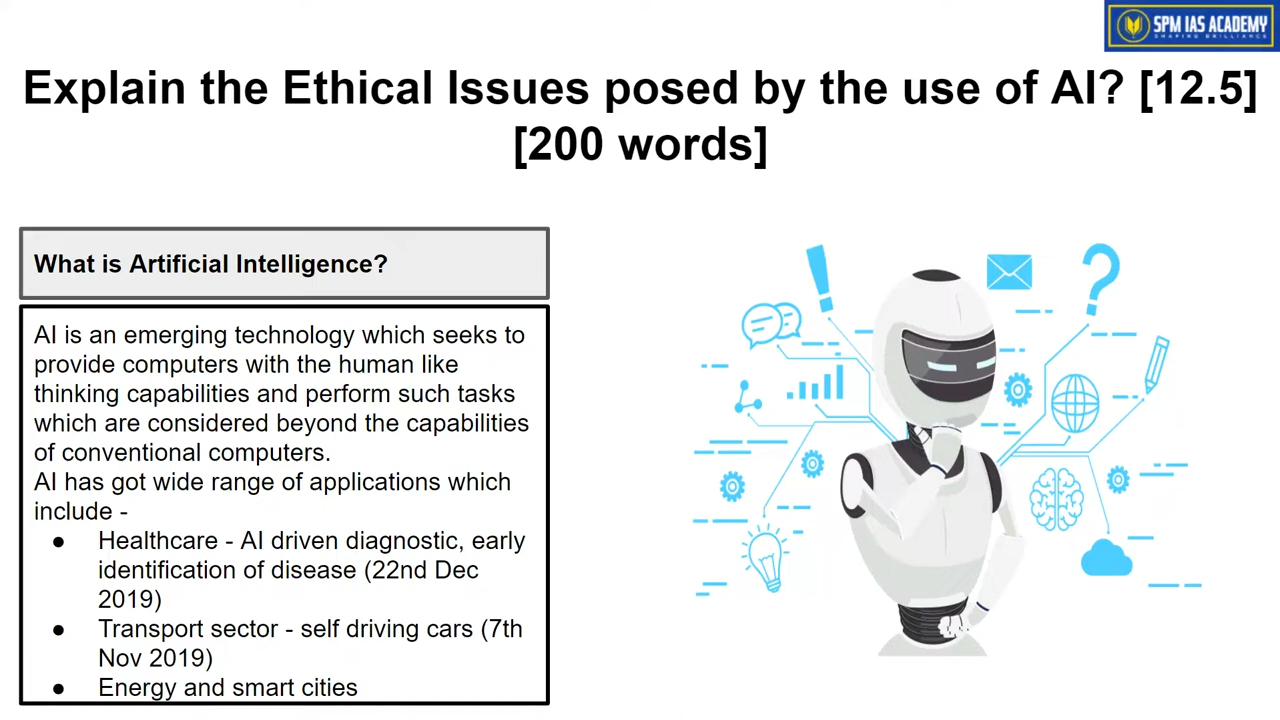 SPM IAS ACADEMY
SHAPING BRILLIANCE
Explain the Ethical Issues posed by the use of AI? [12.5]
[200 words]
What is Artificial Intelligence?
AI is an emerging technology which seeks to
provide computers with the human like
thinking capabilities and perform such tasks
which are considered beyond the capabilities
of conventional computers.
AI has got wide range of applications which
include -
● Healthcare - AI driven diagnostic, early
identification of disease (22nd Dec
2019)
● Transport sector - self driving cars (7th
Nov 2019)
● Energy and smart cities